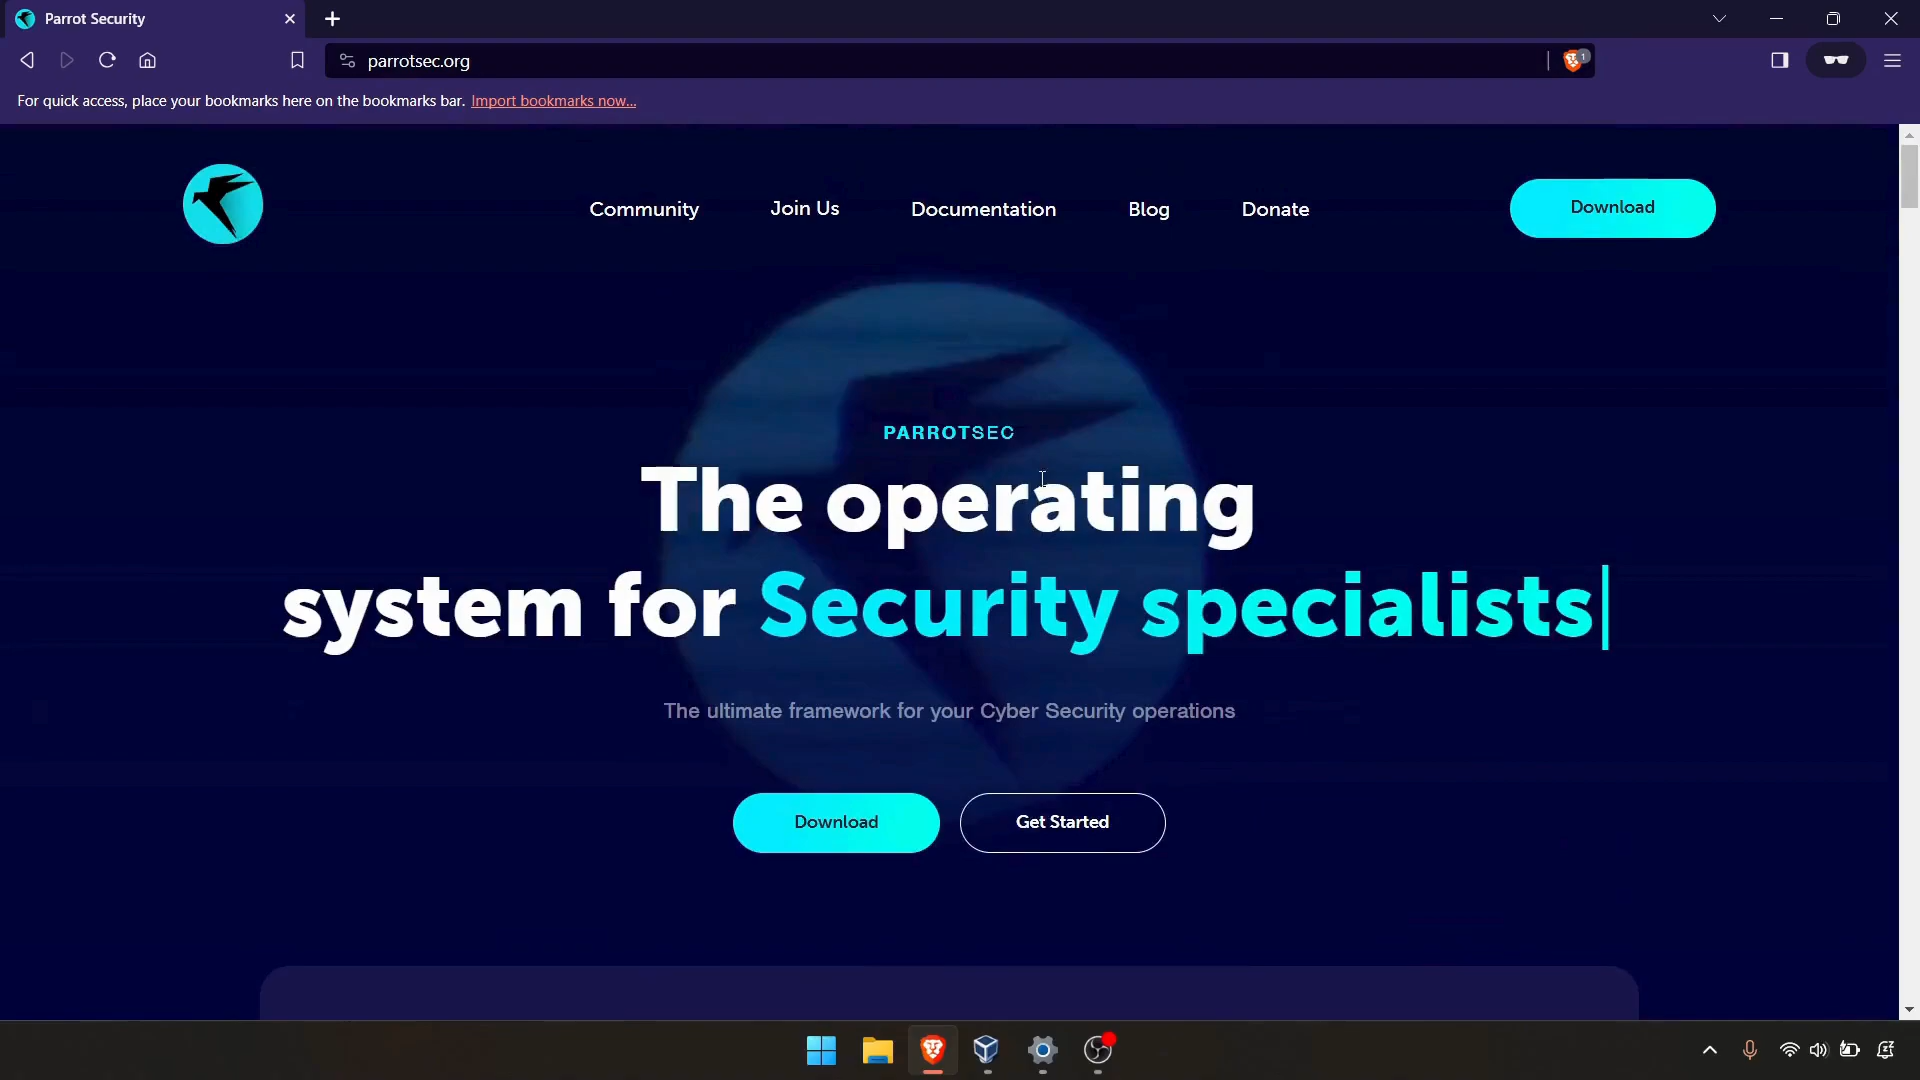 Parrot Security
parrotsec.org
1
For quick access, place your bookmarks here on the bookmarks bar. Import bookmarks now...
Community Join Us Documentation Blog Donate Download
PARROTSEC
The operating
system for Security specialists|
The ultimate framework for your Cyber Security operations
Download Get Started